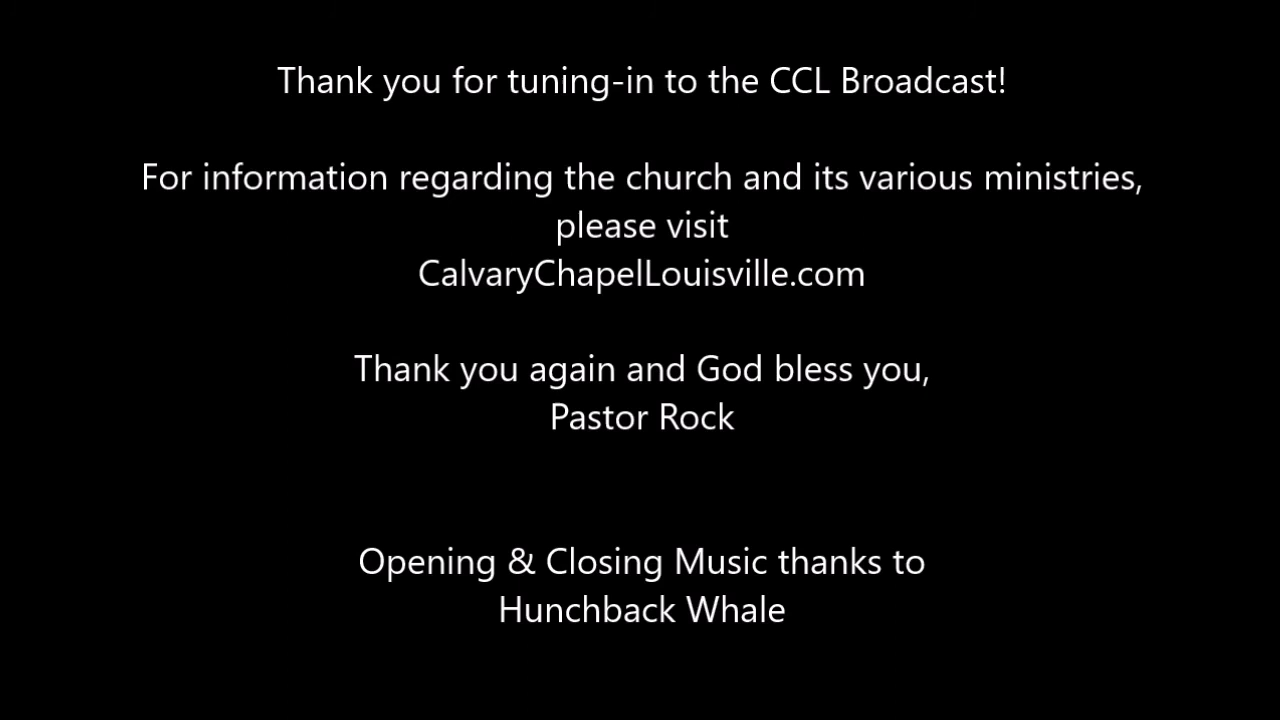 Thank you for tuning-in to the CCL Broadcast!
For information regarding the church and its various ministries,
please visit
CalvaryChapelLouisville.com
Thank you again and God bless you,
Pastor Rock
Opening & Closing Music thanks to
Hunchback Whale